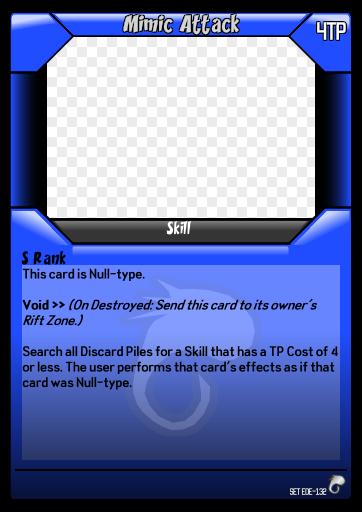 Mimic Attack
4TP
Skill
S Rank
This card is Null-type.
Void >> (On Destroyed: Send this card to its owner's
Rift Zone.)
Search all Discard Piles for a Skill that has a TP Cost of 4
or less. The user performs that card's effects as if that
card was Null-type.
SET EOE-132